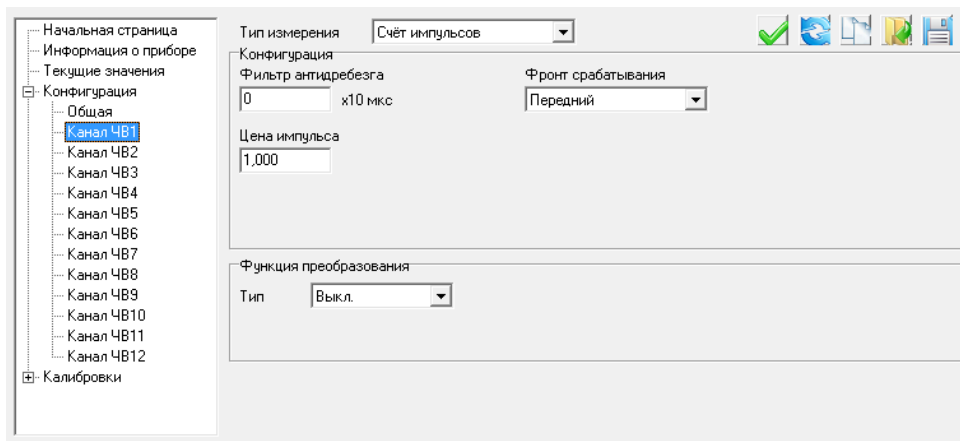 Начальная страница
Информация о приборе
Текущие значения
Конфигурация
Общая
Канал ЧВ1
Канал ЧВ2
Канал ЧВ3
Канал ЧВ4
Канал ЧВ5
Канал ЧВ6
Канал ЧВ7
Канал ЧВ8
Канал ЧВ9
Канал ЧВ10
Канал ЧВ11
Канал ЧВ12
Калибровки
Тип измерения Счёт импульсов
Конфигурация
Фильтр антидребезга Фронт срабатывания
0 х10 мкс Передний
Цена импульса
1,000
Функция преобразования
Тип Выкл.